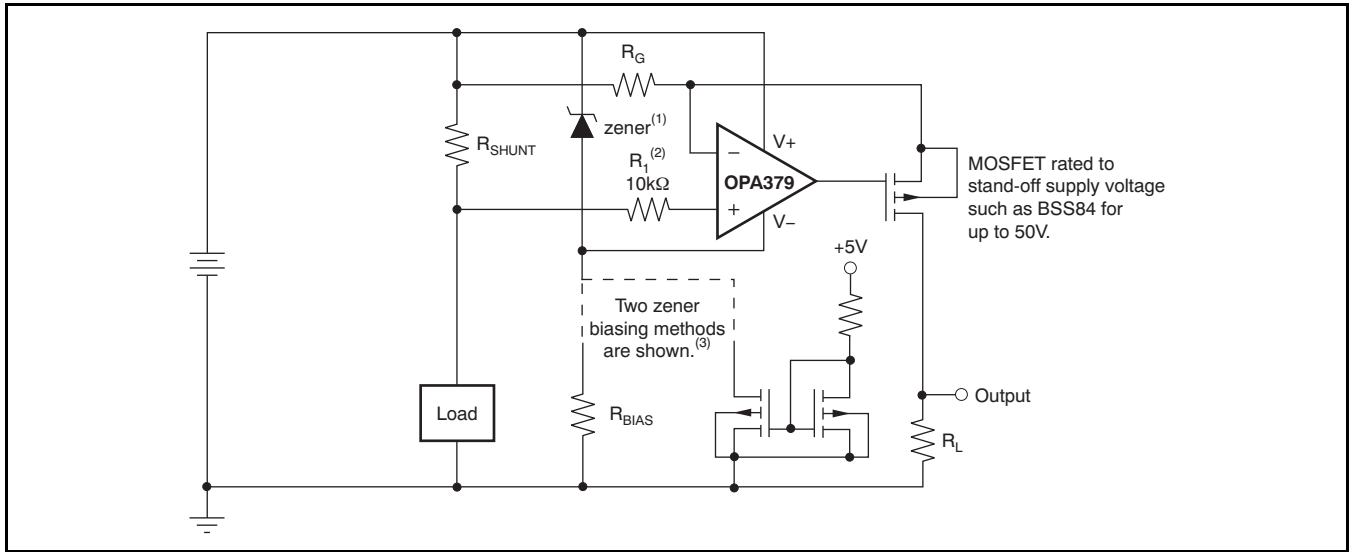 R_G
zener(1)
R_SHUNT
R_1(2)
10kΩ
V+
−
OPA379
+
V−
MOSFET rated to
stand-off supply voltage
such as BSS84 for
up to 50V.
+5V
Two zener
biasing methods
are shown.(3)
Load
R_BIAS
Output
R_L